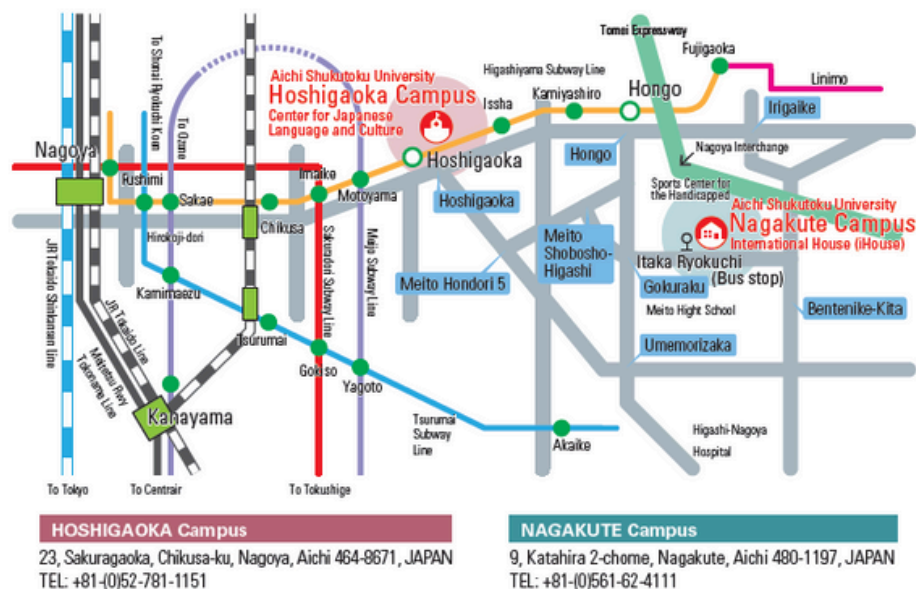 Tomei Expressway
Fujigaoka
Linimo
Higashiyama Subway Line
Kamiyashiro
Hongo
Issha
Irigaike
To Shonai Ryokuchi Koen
To Ozone
Aichi Shukutoku University
Hoshigaoka Campus
Center for Japanese
Language and Culture
Hoshigaoka
Nagoya
Fushimi
Sakae
Imaike
Motoyama
Hongo
Nagoya Interchange
Sports Center for
the Handicapped
Hoshigaoka
Chikusa
Hirokoji-dori
Aichi Shukutoku University
Nagakute Campus
International House (iHouse)
Itaka Ryokuchi
(Bus stop)
Meito
Shobosho-
Higashi
Meito Hondori 5
Gokuraku
Meito Hight School
Bentenike-Kita
Umemorizaka
JR Tokaido Shinkansen Line
JR Tokaido Line
Meitetsu Rwy
Tokoname Line
Kamimaezu
Tsurumai
Sakuradori Subway Line
Meijo Subway Line
Gokiso
Yagoto
Kanayama
Tsurumai
Subway
Line
Akaike
Higashi-Nagoya
Hospital
To Tokyo
To Centrair
To Tokushige
HOSHIGAOKA Campus
23, Sakuragaoka, Chikusa-ku, Nagoya, Aichi 464-8671, JAPAN
TEL: +81-(0)52-781-1151
NAGAKUTE Campus
9, Katahira 2-chome, Nagakute, Aichi 480-1197, JAPAN
TEL: +81-(0)561-62-4111